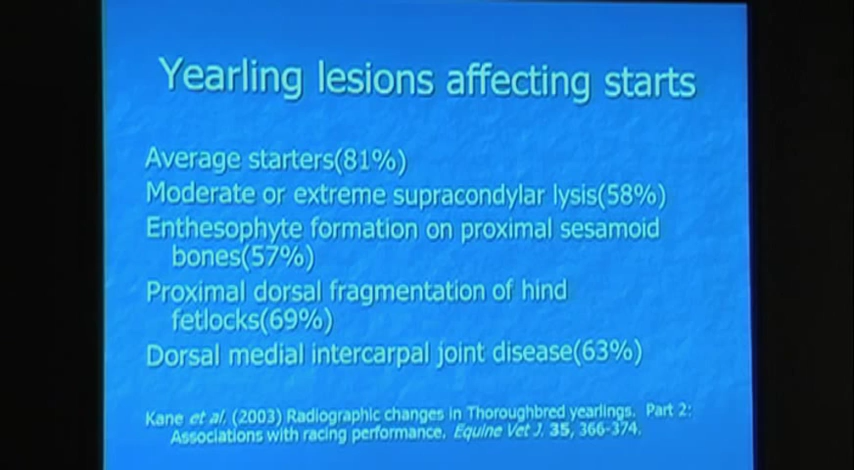 Yearling lesions affecting starts
Average starters(81%)
Moderate or extreme supracondylar lysis(58%)
Enthesophyte formation on proximal sesamoid
bones(57%)
Proximal dorsal fragmentation of hind
fetlocks(69%)
Dorsal medial intercarpal joint disease(63%)
Kane et al. (2003) Radiographic changes in Thoroughbred yearlings. Part 2:
Associations with racing performance. Equine Vet J. 35, 366-374.